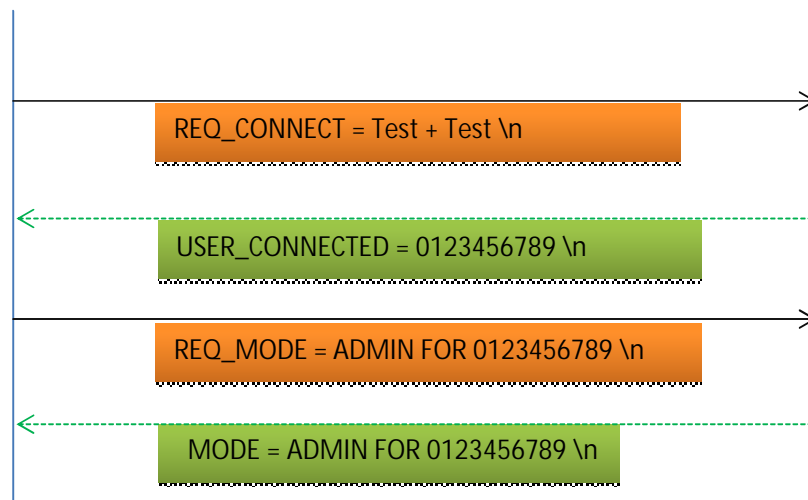 REQ_CONNECT = Test + Test \n
USER_CONNECTED = 0123456789 \n
REQ_MODE = ADMIN FOR 0123456789 \n
MODE = ADMIN FOR 0123456789 \n